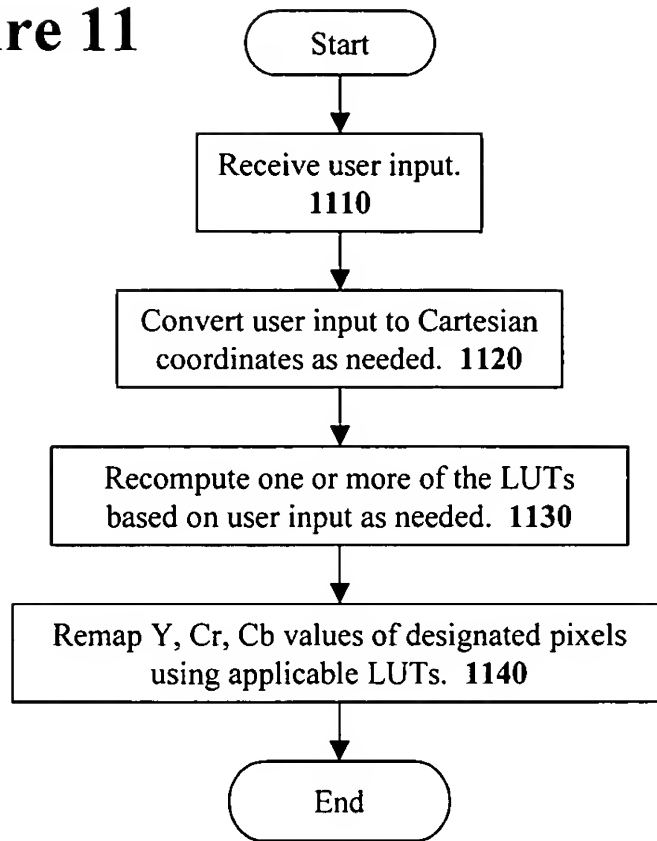 re 11
Start
Receive user input.
1110
Convert user input to Cartesian
coordinates as needed. 1120
Recompute one or more of the LUTs
based on user input as needed. 1130
Remap Y, Cr, Cb values of designated pixels
using applicable LUTs. 1140
End